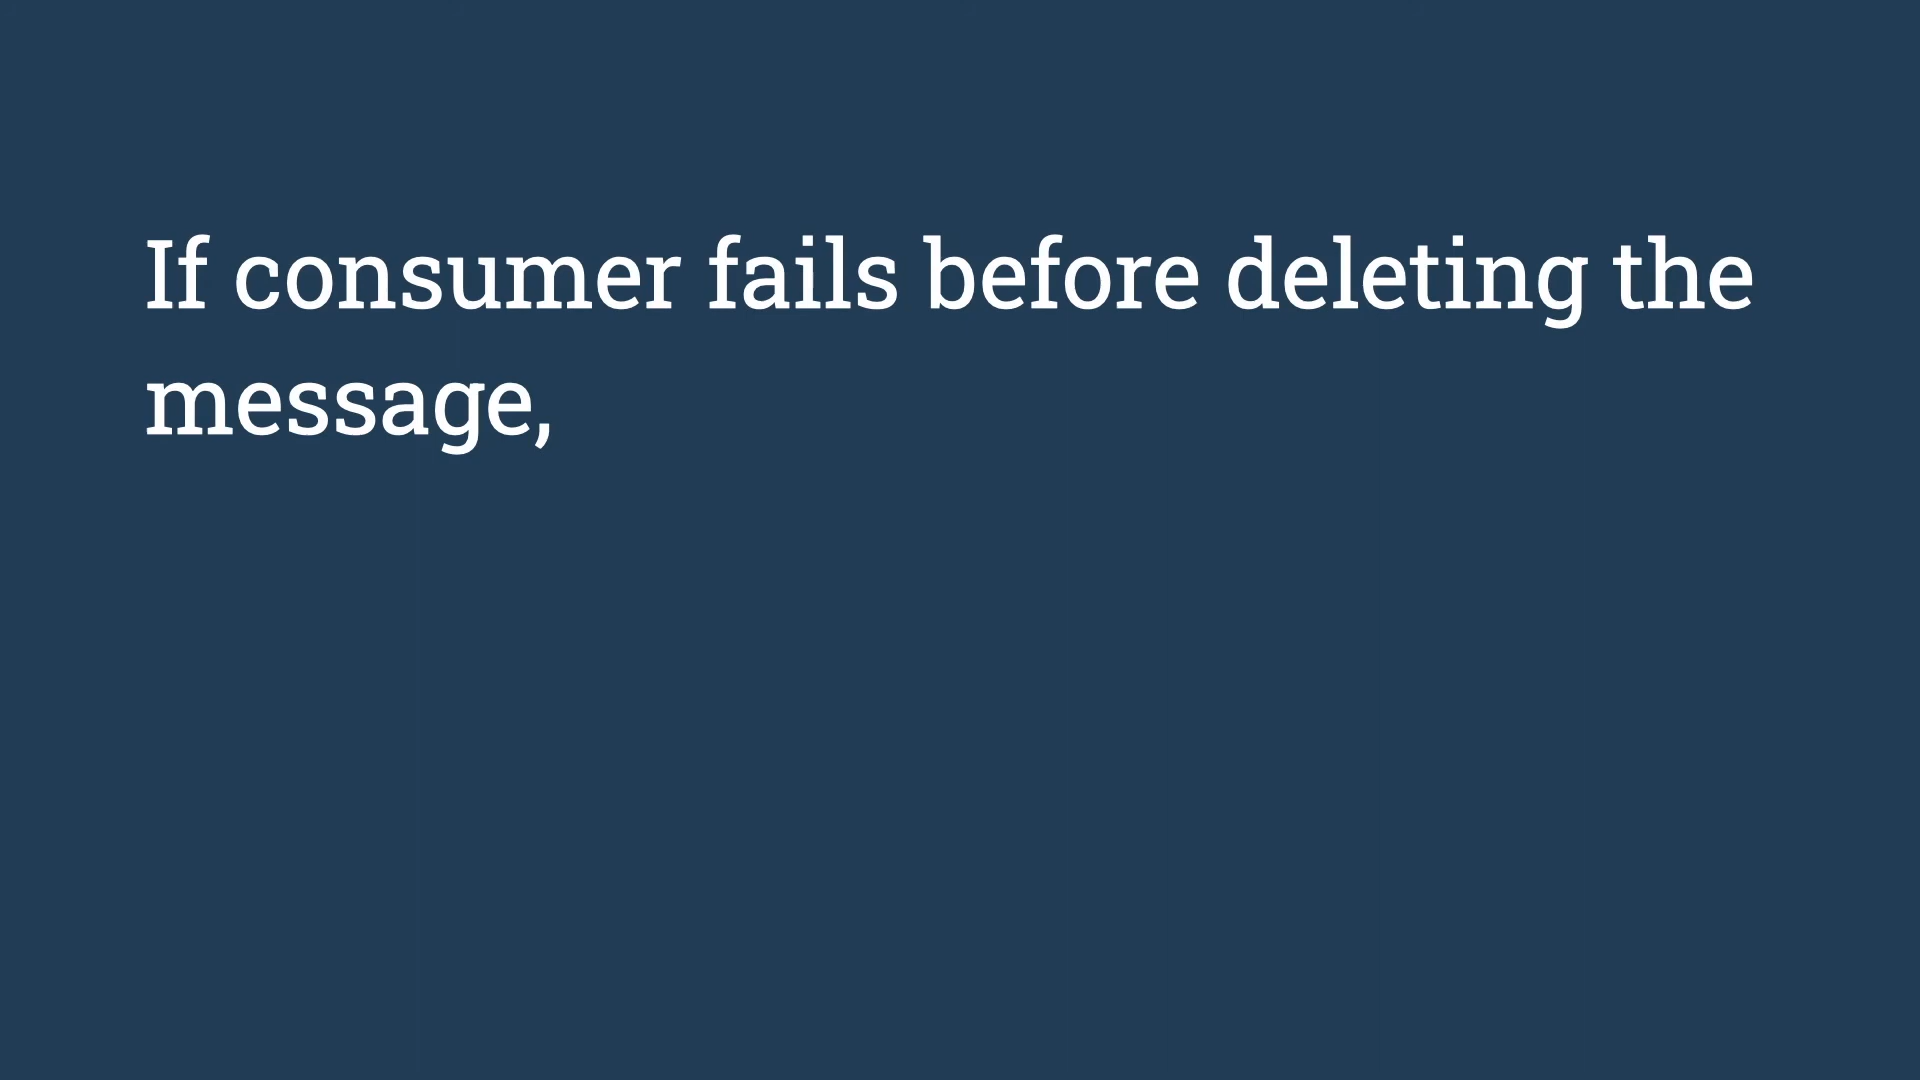 If consumer fails before deleting the
message,